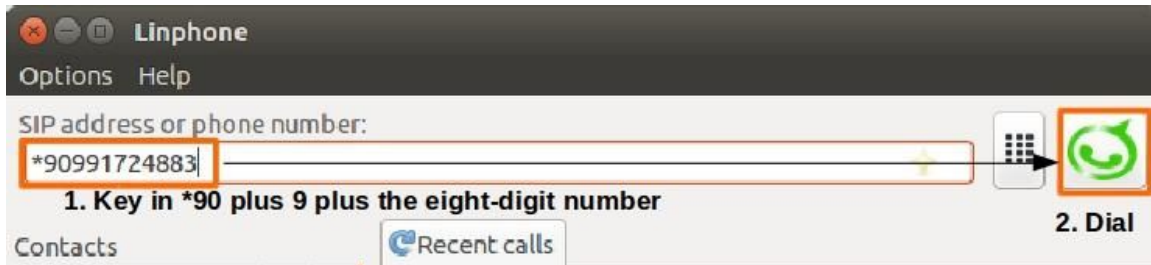 Linphone
Options Help
SIP address or phone number:
*90991724883
1. Key in *90 plus 9 plus the eight-digit number
2. Dial
Contacts
Recent calls